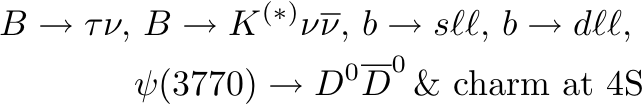 B → τν, B → K⁽*⁾νν̅, b → sℓℓ, b → dℓℓ,
ψ(3770) → D⁰D̅⁰ & charm at 4S